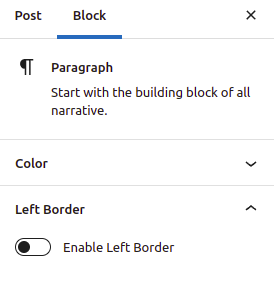 Post Block
Paragraph
Start with the building block of all
narrative.
Color
Left Border
Enable Left Border